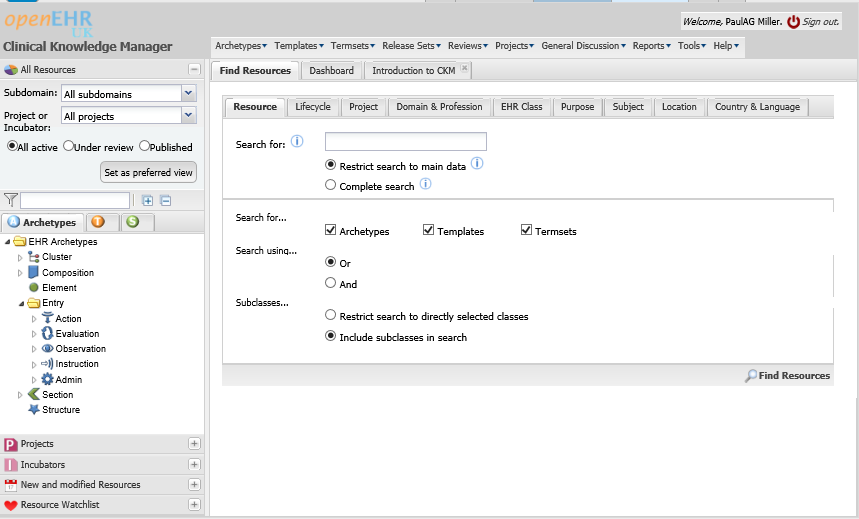 openEHR
UK
Clinical Knowledge Manager
Welcome, PaulAG Miller. Sign out.
Archetypes Templates Termsets Release Sets Reviews Projects General Discussion Reports Tools Help
All Resources
Subdomain: All subdomains
Project or
Incubator: All projects
All active Under review Published
Set as preferred view
A Archetypes T S
EHR Archetypes
Cluster
Composition
Element
Entry
Action
Evaluation
Observation
Instruction
Admin
Section
Structure
P Projects
I Incubators
New and modified Resources
Resource Watchlist
Find Resources Dashboard Introduction to CKM
Resource Lifecycle Project Domain & Profession EHR Class Purpose Subject Location Country & Language
Search for:
Restrict search to main data
Complete search
Search for...
Archetypes Templates Termsets
Search using...
Or
And
Subclasses...
Restrict search to directly selected classes
Include subclasses in search
Find Resources